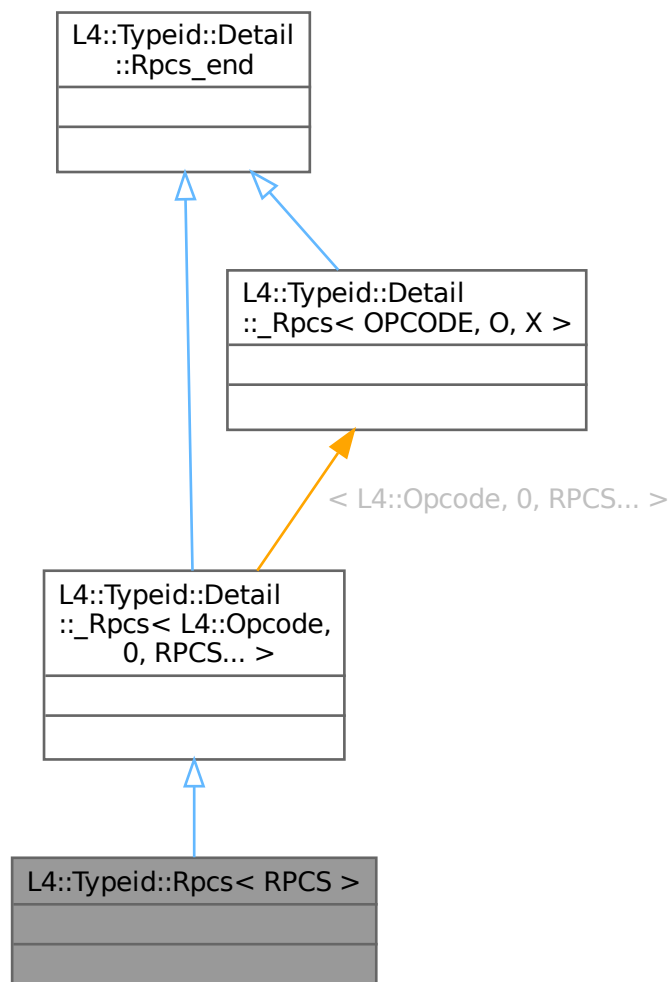 L4::Typeid::Detail
::Rpcs_end
L4::Typeid::Detail
::_Rpcs< OPCODE, O, X >
< L4::Opcode, 0, RPCS... >
L4::Typeid::Detail
::_Rpcs< L4::Opcode,
0, RPCS... >
L4::Typeid::Rpcs< RPCS >